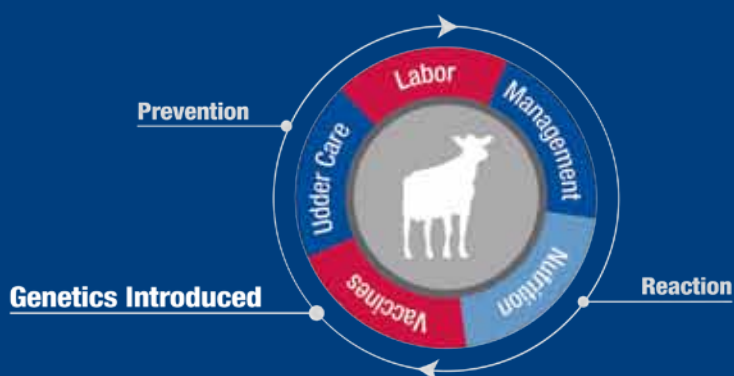 Labor
Management
Prevention
Udder Care
Nutrition
Vaccines
Genetics Introduced
Reaction